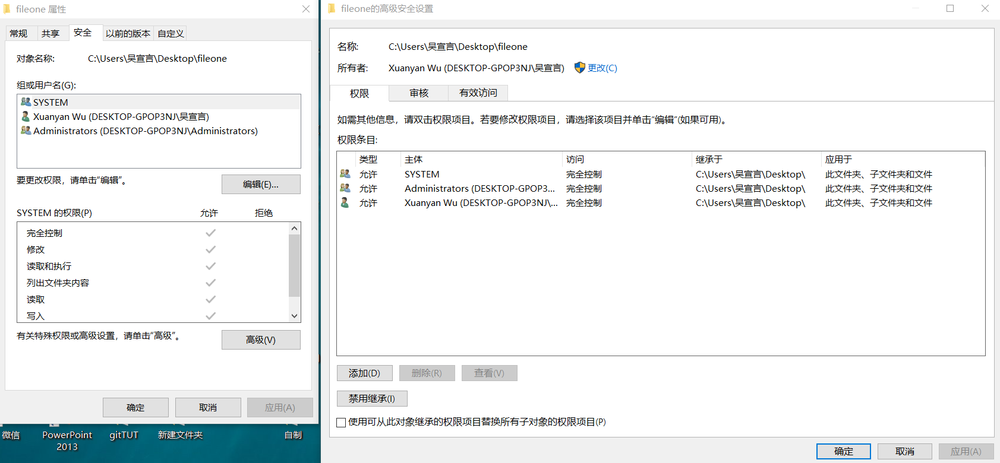 fileone 属性
常规 共享 安全 以前的版本 自定义
对象名称: C:\Users\吴宣言\Desktop\fileone
组或用户名(G):
SYSTEM
Xuanyan Wu (DESKTOP-GPOP3NJ\吴宣言)
Administrators (DESKTOP-GPOP3NJ\Administrators)
要更改权限，请单击“编辑”。
编辑(E)...
SYSTEM 的权限(P) 允许 拒绝
完全控制
修改
读取和执行
列出文件夹内容
读取
写入
有关特殊权限或高级设置，请单击“高级”。
高级(V)
确定 取消 应用(A)
微信 PowerPoint 2013 gitTUT 新建文件夹 自制
fileone的高级安全设置
名称: C:\Users\吴宣言\Desktop\fileone
所有者: Xuanyan Wu (DESKTOP-GPOP3NJ\吴宣言) 更改(C)
权限 审核 有效访问
如需其他信息，请双击权限项目。若要修改权限项目，请选择该项目并单击“编辑”(如果可用)。
权限条目:
类型 主体 访问 继承于 应用于
允许 SYSTEM 完全控制 C:\Users\吴宣言\Desktop\ 此文件夹、子文件夹和文件
允许 Administrators (DESKTOP-GPOP3... 完全控制 C:\Users\吴宣言\Desktop\ 此文件夹、子文件夹和文件
允许 Xuanyan Wu (DESKTOP-GPOP3NJ\... 完全控制 C:\Users\吴宣言\Desktop\ 此文件夹、子文件夹和文件
添加(D) 删除(R) 查看(V)
禁用继承(I)
使用可从此对象继承的权限项目替换所有子对象的权限项目(P)
确定 取消 应用(A)